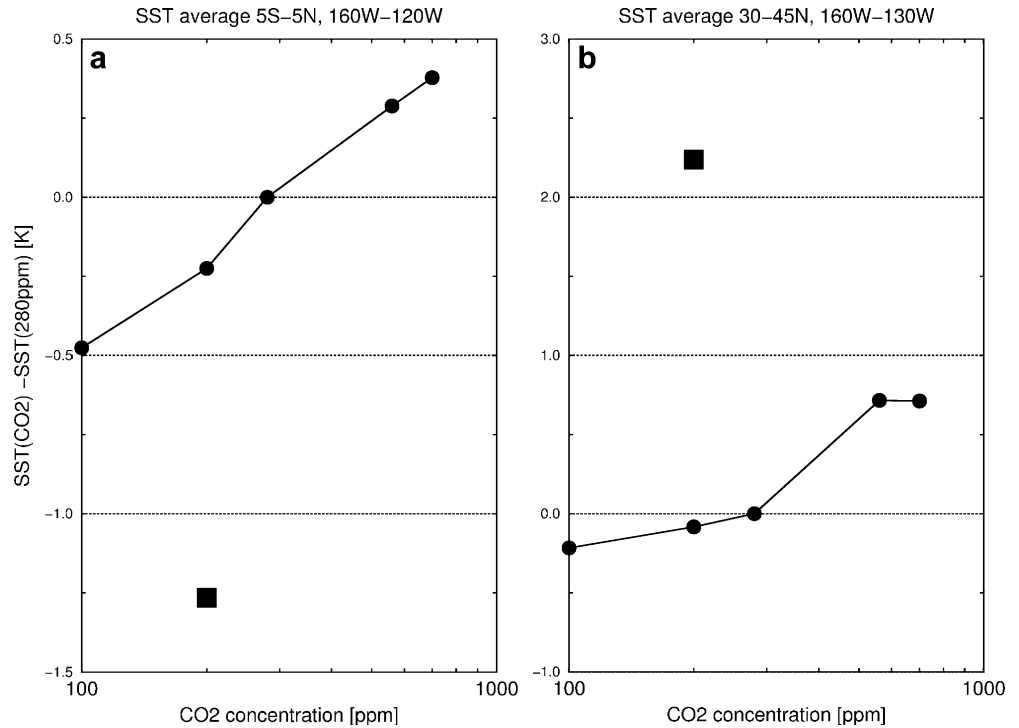 SST average 5S−5N, 160W−120W
SST average 30−45N, 160W−130W
a
b
0.5
0.0
−0.5
−1.0
−1.5
3.0
2.0
1.0
0.0
−1.0
SST(CO2) −SST(280ppm) [K]
100
1000
100
1000
CO2 concentration [ppm]
CO2 concentration [ppm]